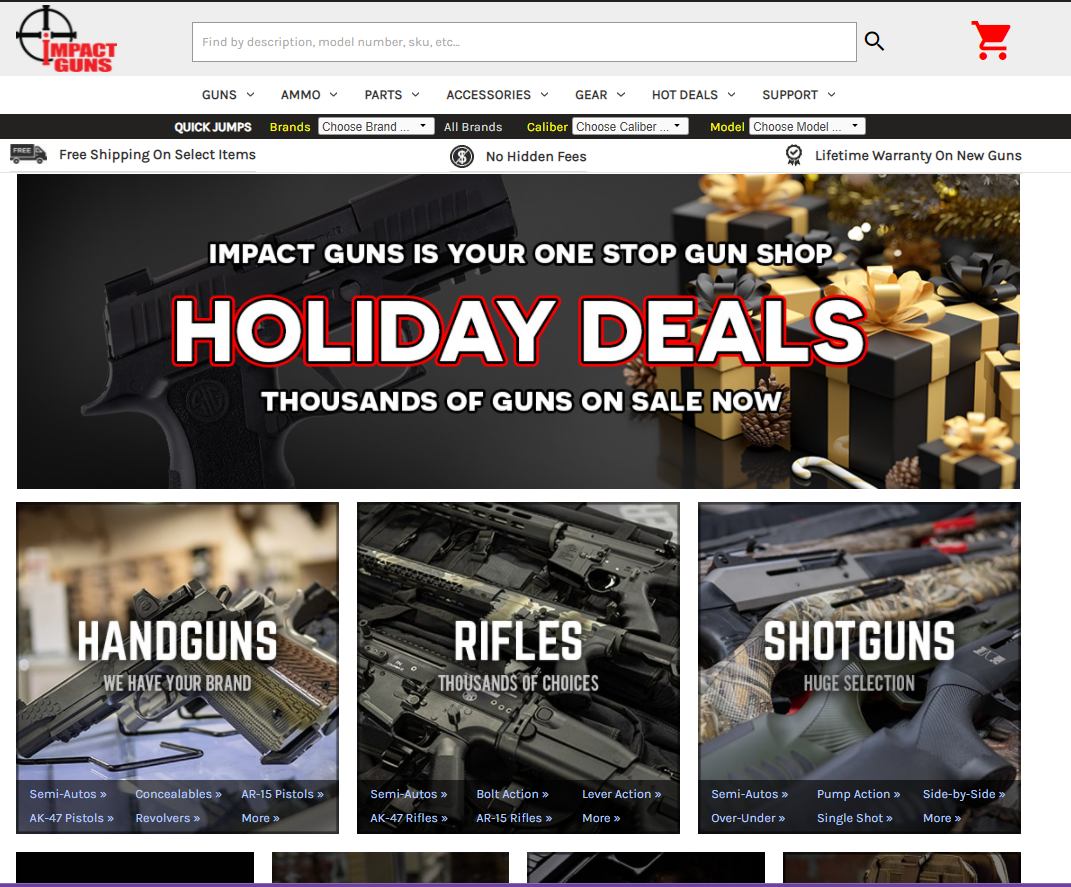 IMPACT
GUNS
Find by description, model number, sku, etc...
GUNS AMMO PARTS ACCESSORIES GEAR HOT DEALS SUPPORT
QUICK JUMPS Brands Choose Brand ... All Brands Caliber Choose Caliber ... Model Choose Model ...
FREE Free Shipping On Select Items $ No Hidden Fees Lifetime Warranty On New Guns
IMPACT GUNS IS YOUR ONE STOP GUN SHOP
HOLIDAY DEALS
THOUSANDS OF GUNS ON SALE NOW
HANDGUNS
WE HAVE YOUR BRAND
Semi-Autos » Concealables » AR-15 Pistols »
AK-47 Pistols » Revolvers » More »
RIFLES
THOUSANDS OF CHOICES
Semi-Autos » Bolt Action » Lever Action »
AK-47 Rifles » AR-15 Rifles » More »
SHOTGUNS
HUGE SELECTION
Semi-Autos » Pump Action » Side-by-Side »
Over-Under » Single Shot » More »